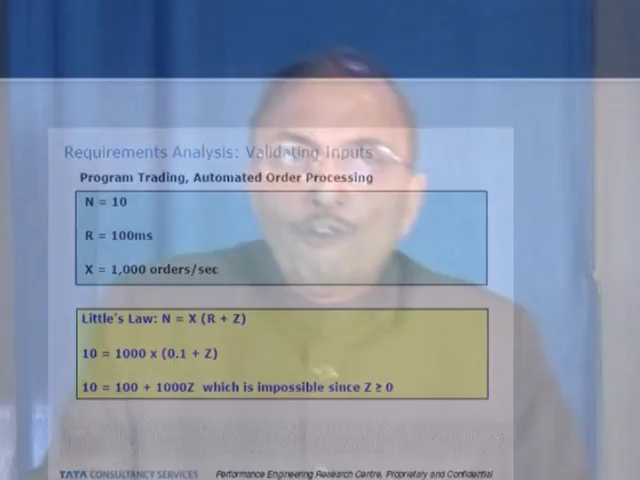 Requirements Analysis: Validating Inputs
Program Trading, Automated Order Processing
N = 10
R = 100ms
X = 1,000 orders/sec
Little's Law: N = X (R + Z)
10 = 1000 x (0.1 + Z)
10 = 100 + 1000Z which is impossible since Z ≥ 0
TATA CONSULTANCY SERVICES Performance Engineering Research Centre, Proprietary and Confidential